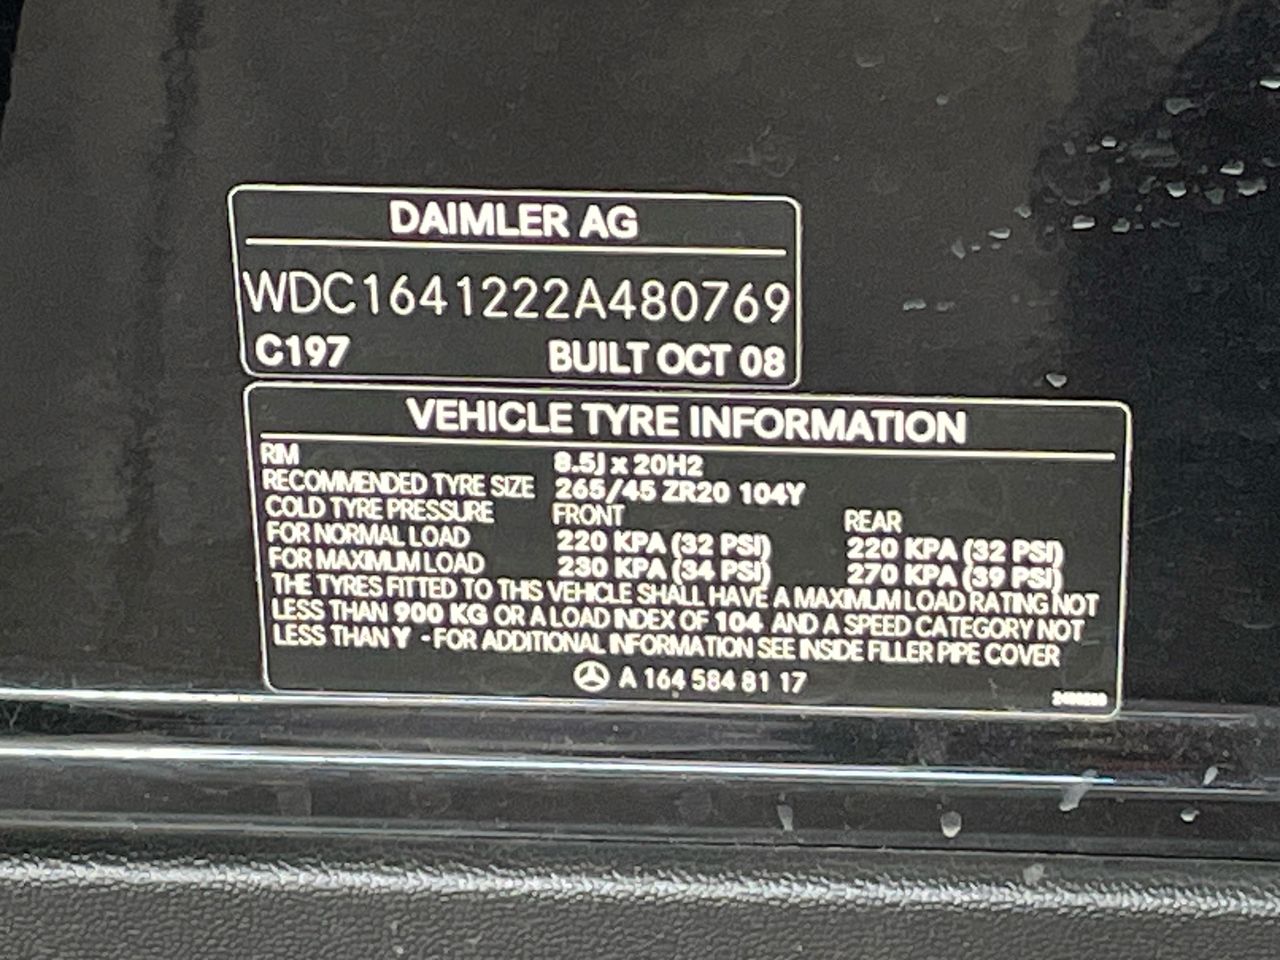 DAIMLER AG
WDC1641222A480769
C197 BUILT OCT 08
VEHICLE TYRE INFORMATION
RIM 8.5J x 20H2
RECOMMENDED TYRE SIZE 265/45 ZR20 104Y
COLD TYRE PRESSURE FRONT REAR
FOR NORMAL LOAD 220 KPA (32 PSI) 220 KPA (32 PSI)
FOR MAXIMUM LOAD 230 KPA (34 PSI) 270 KPA (39 PSI)
THE TYRES FITTED TO THIS VEHICLE SHALL HAVE A MAXIMUM LOAD RATING NOT
LESS THAN 900 KG OR A LOAD INDEX OF 104 AND A SPEED CATEGORY NOT
LESS THAN Y - FOR ADDITIONAL INFORMATION SEE INSIDE FILLER PIPE COVER
A 164 584 81 17